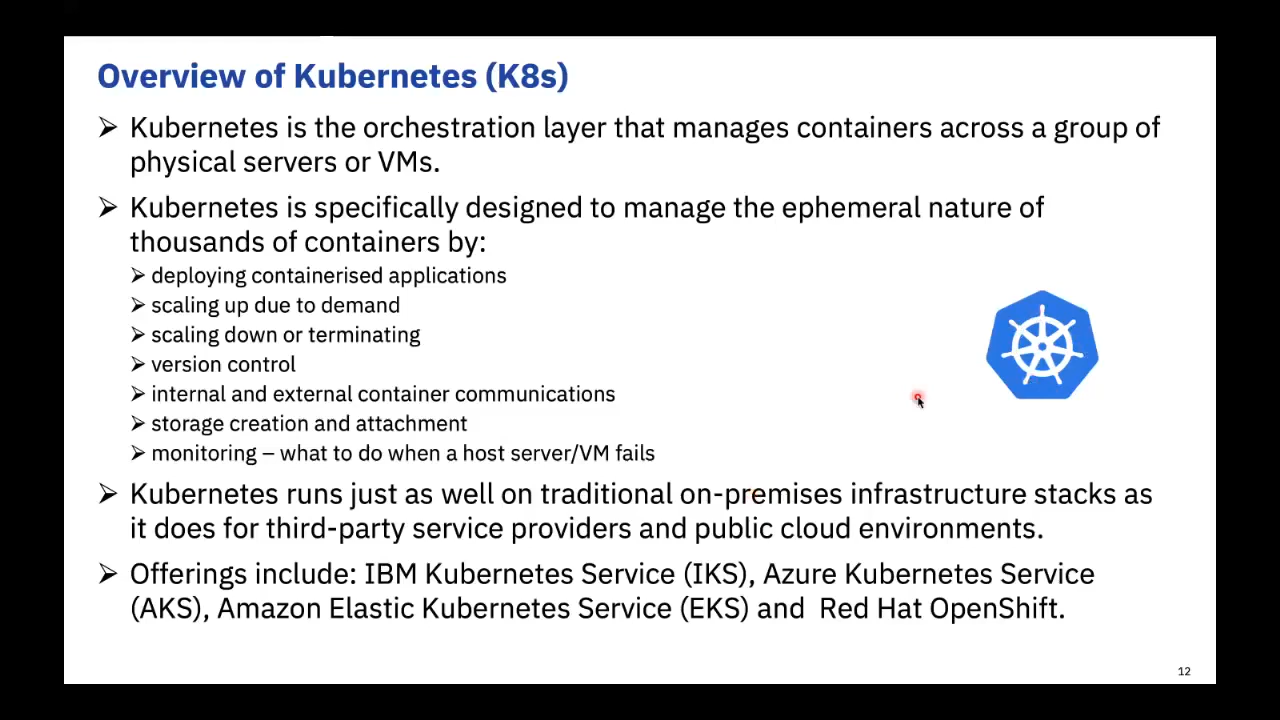 Overview of Kubernetes (K8s)
➢ Kubernetes is the orchestration layer that manages containers across a group of
physical servers or VMs.
➢ Kubernetes is specifically designed to manage the ephemeral nature of
thousands of containers by:
➢ deploying containerised applications
➢ scaling up due to demand
➢ scaling down or terminating
➢ version control
➢ internal and external container communications
➢ storage creation and attachment
➢ monitoring – what to do when a host server/VM fails
➢ Kubernetes runs just as well on traditional on-premises infrastructure stacks as
it does for third-party service providers and public cloud environments.
➢ Offerings include: IBM Kubernetes Service (IKS), Azure Kubernetes Service
(AKS), Amazon Elastic Kubernetes Service (EKS) and Red Hat OpenShift.
12